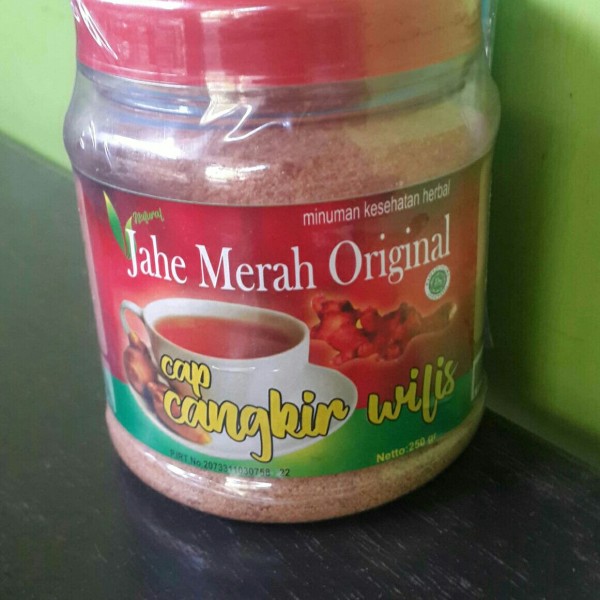 Natural
minuman kesehatan herbal
Jahe Merah Original
cap
cangkir wilis
Netto:250 gr